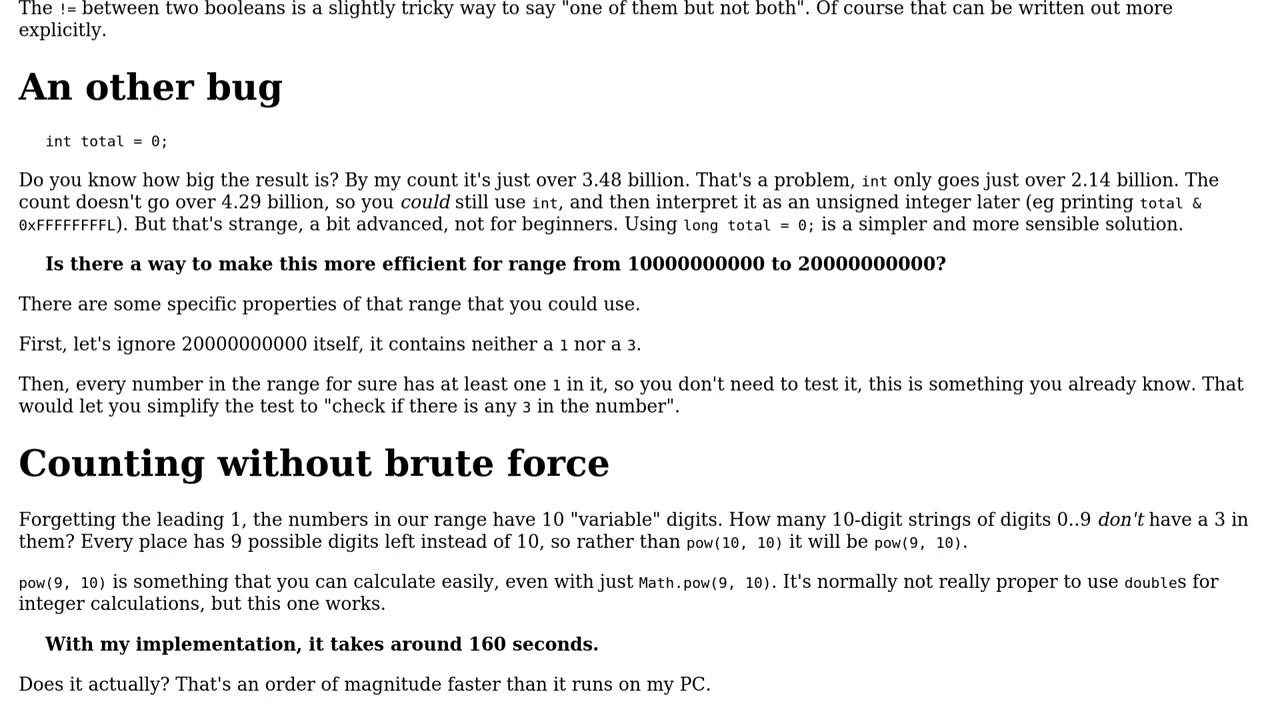 The != between two booleans is a slightly tricky way to say "one of them but not both". Of course that can be written out more
explicitly.
An other bug
int total = 0;
Do you know how big the result is? By my count it's just over 3.48 billion. That's a problem, int only goes just over 2.14 billion. The
count doesn't go over 4.29 billion, so you could still use int, and then interpret it as an unsigned integer later (eg printing total &
0xFFFFFFFFL). But that's strange, a bit advanced, not for beginners. Using long total = 0; is a simpler and more sensible solution.
Is there a way to make this more efficient for range from 10000000000 to 20000000000?
There are some specific properties of that range that you could use.
First, let's ignore 20000000000 itself, it contains neither a 1 nor a 3.
Then, every number in the range for sure has at least one 1 in it, so you don't need to test it, this is something you already know. That
would let you simplify the test to "check if there is any 3 in the number".
Counting without brute force
Forgetting the leading 1, the numbers in our range have 10 "variable" digits. How many 10-digit strings of digits 0..9 don't have a 3 in
them? Every place has 9 possible digits left instead of 10, so rather than pow(10, 10) it will be pow(9, 10).
pow(9, 10) is something that you can calculate easily, even with just Math.pow(9, 10). It's normally not really proper to use doubles for
integer calculations, but this one works.
With my implementation, it takes around 160 seconds.
Does it actually? That's an order of magnitude faster than it runs on my PC.